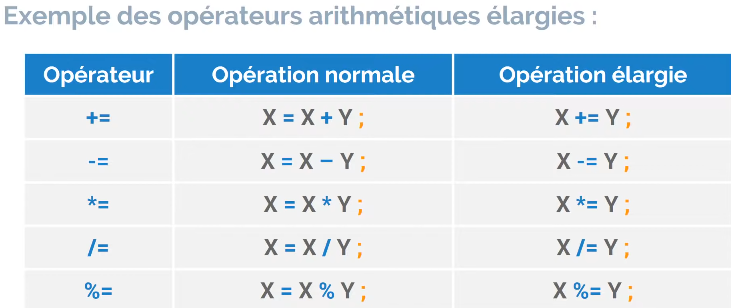 Exemple des opérateurs arithmétiques élargies :
Opérateur Opération normale Opération élargie
+= X = X + Y ; X += Y ;
-= X = X – Y ; X -= Y ;
*= X = X * Y ; X *= Y ;
/= X = X / Y ; X /= Y ;
%= X = X % Y ; X %= Y ;